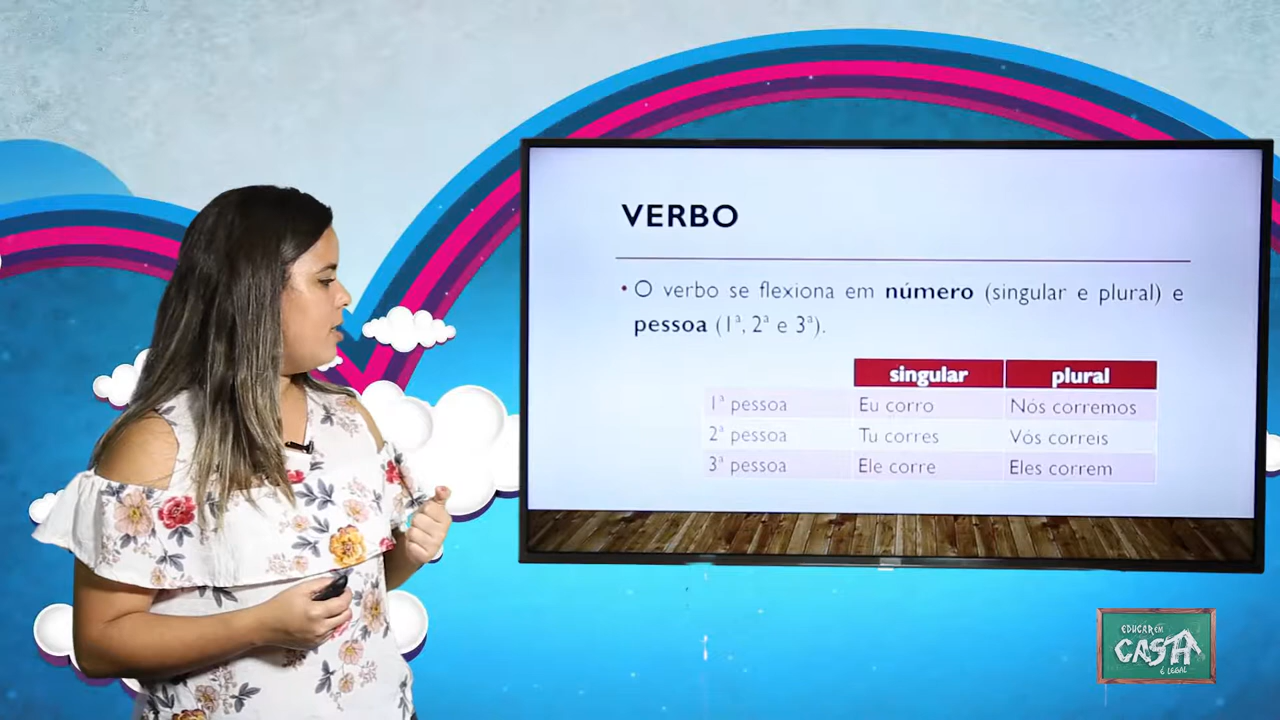 VERBO
• O verbo se flexiona em número (singular e plural) e
pessoa (1ª, 2ª e 3ª).
singular plural
1ª pessoa Eu corro Nós corremos
2ª pessoa Tu corres Vós correis
3ª pessoa Ele corre Eles correm
EDUCAR EM
CASA
É LEGAL